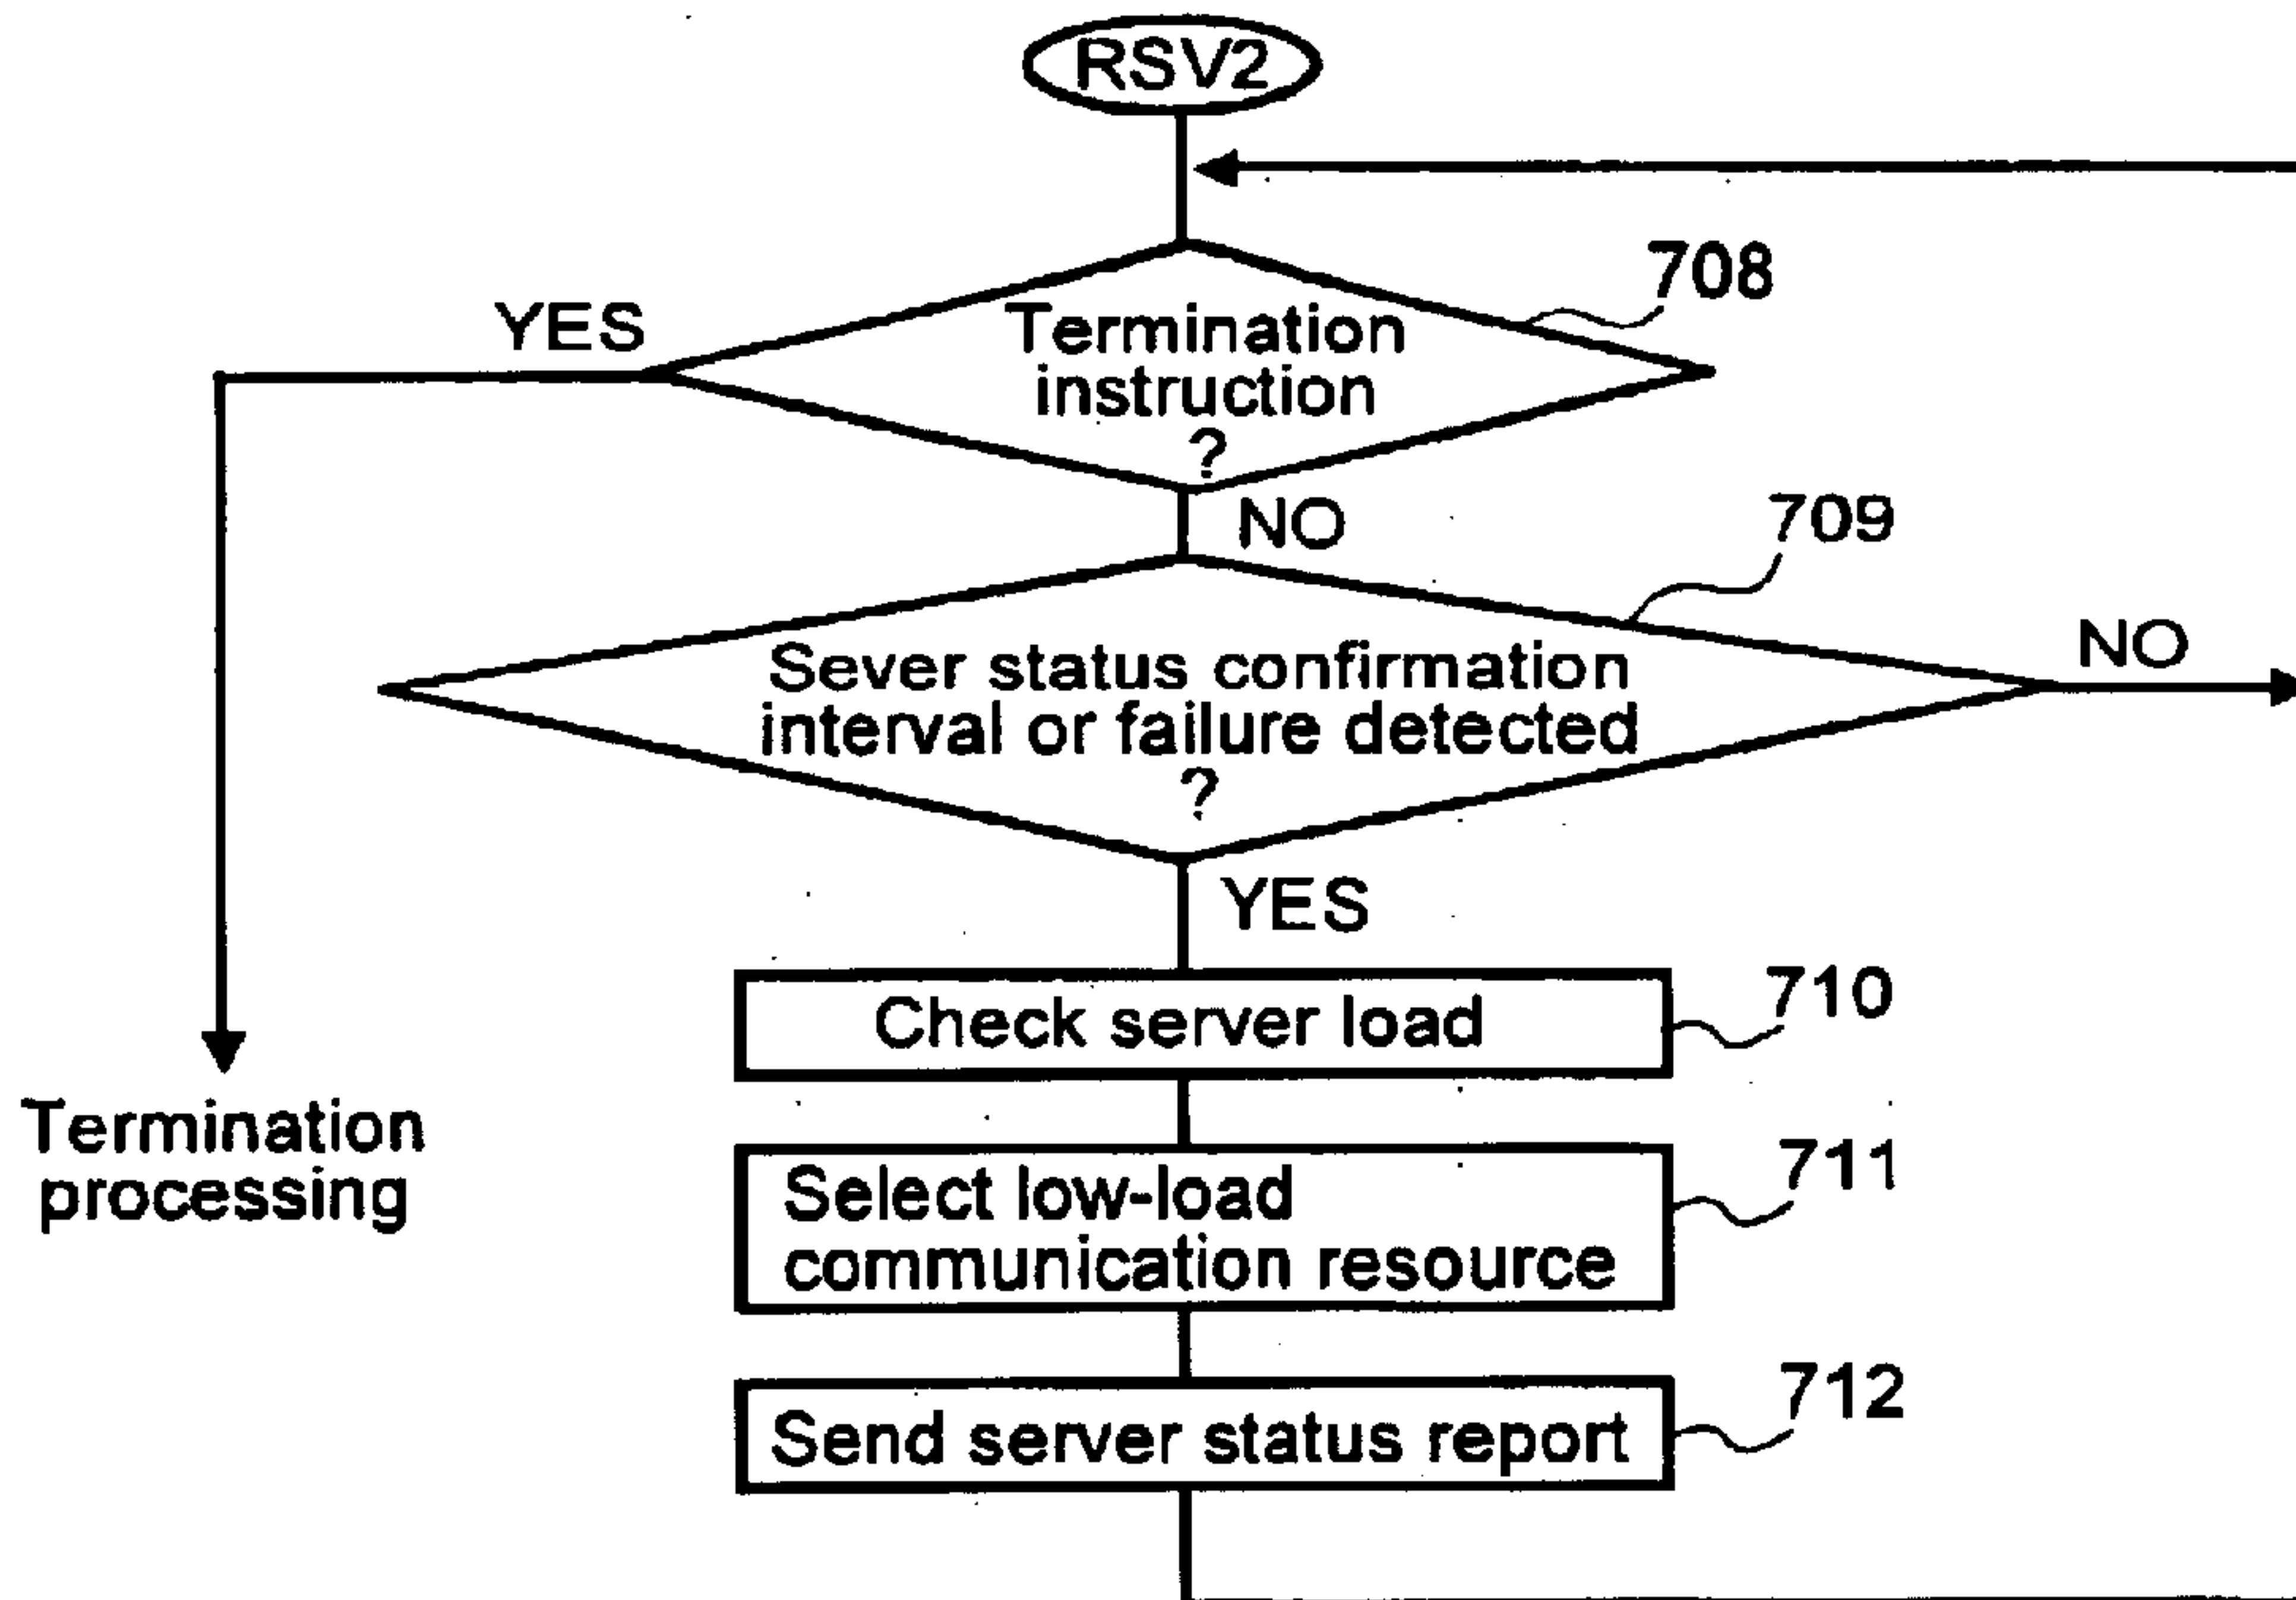 RSV2
708
YES
Termination
instruction
?
NO
709
NO
Sever status confirmation
interval or failure detected
?
YES
710
Check server load
Termination
processing
711
Select low-load
communication resource
712
Send server status report